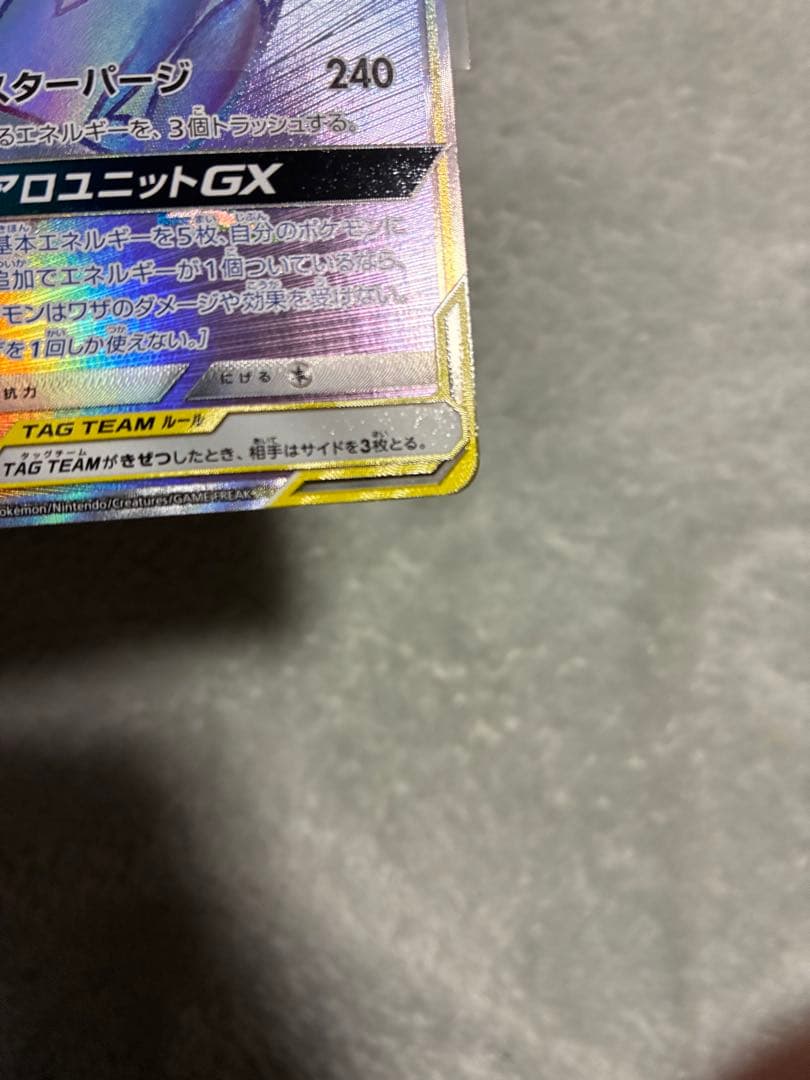 スターパージ 240
るエネルギーを、3個トラッシュする。
アロユニットGX
基本エネルギーを5枚、自分のポケモンに
追加でエネルギーが1個ついているなら、
モンはワザのダメージや効果を受けない。
を1回しか使えない。]
抗力 にげる
TAG TEAM ルール
TAG TEAMがきぜつしたとき、相手はサイドを3枚とる。
okémon/Nintendo/Creatures/GAME FREAK